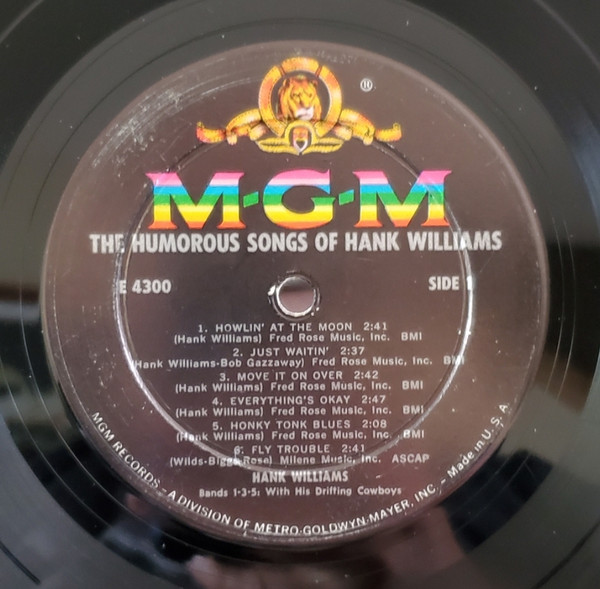 ®
M-G-M
THE HUMOROUS SONGS OF HANK WILLIAMS
E 4300
SIDE 1
1. HOWLIN' AT THE MOON 2:41
(Hank Williams) Fred Rose Music, Inc. BMI
2. JUST WAITIN' 2:37
(Hank Williams-Bob Gazzaway) Fred Rose Music, Inc. BMI
3. MOVE IT ON OVER 2:42
(Hank Williams) Fred Rose Music, Inc. BMI
4. EVERYTHING'S OKAY 2:47
(Hank Williams) Fred Rose Music, Inc. BMI
5. HONKY TONK BLUES 2:08
(Hank Williams) Fred Rose Music, Inc. BMI
6. FLY TROUBLE 2:41
(Wilds-Biggs-Rose) Milene Music, Inc. ASCAP
HANK WILLIAMS
Bands 1-3-5: With His Drifting Cowboys
MGM RECORDS – A DIVISION OF METRO-GOLDWYN-MAYER, INC. – Made in U.S.A.